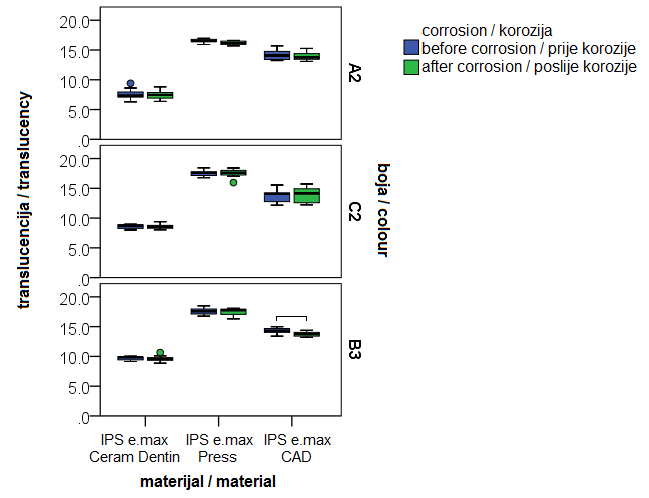 corrosion / korozija
before corrosion / prije korozije
after corrosion / poslije korozije
translucencija / translucency
20.0
15.0
10.0
5.0
.0
A2
20.0
15.0
10.0
5.0
.0
C2
20.0
15.0
10.0
5.0
.0
B3
boja / colour
IPS e.max
Ceram Dentin
IPS e.max
Press
IPS e.max
CAD
materijal / material